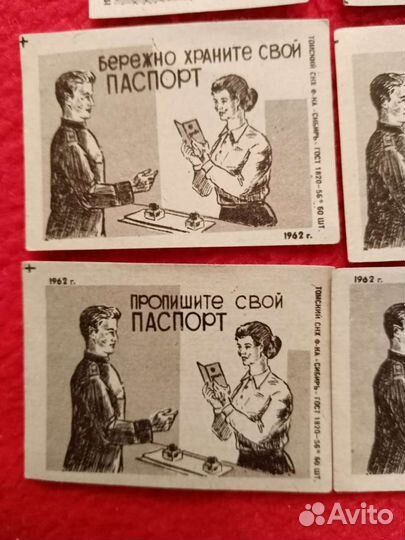 БЕРЕЖНО ХРАНИТЕ СВОЙ
ПАСПОРТ
ТОМСКИЙ СНХ Ф-КА «СИБИРЬ» ГОСТ 1820-56* 60 ШТ.
1962 г.
1962 г.
ПРОПИШИТЕ СВОЙ
ПАСПОРТ
ТОМСКИЙ СНХ Ф-КА «СИБИРЬ» ГОСТ 1820-56* 60 ШТ.
1962 г.
Avito